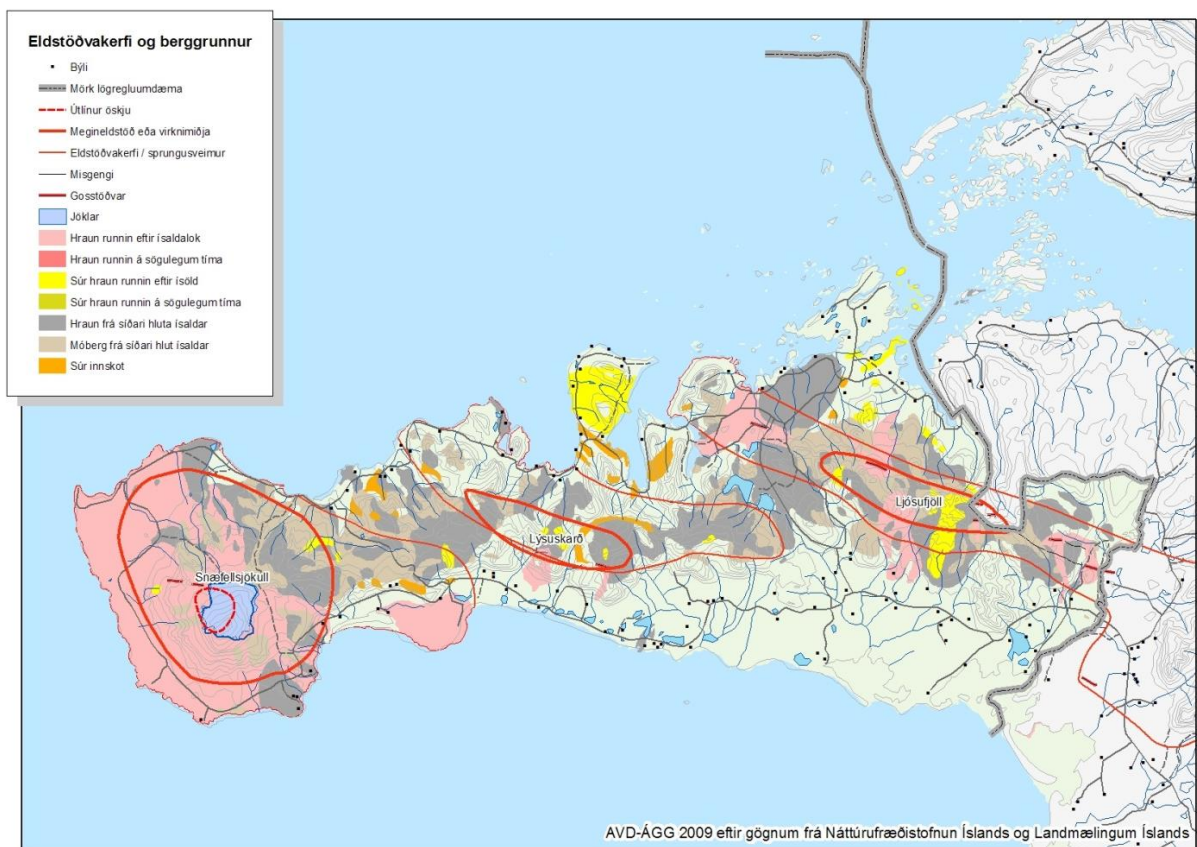 Eldstöðvakerfi og berggrunnur
Býli
Mörk lögregluumdæma
Útlínur öskju
Megineldstöð eða virknimiðja
Eldstöðvakerfi / sprungusveimur
Misgengi
Gosstöðvar
Jöklar
Hraun runnin eftir ísaldalok
Hraun runnin á sögulegum tíma
Súr hraun runnin eftir ísöld
Súr hraun runnin á sögulegum tíma
Hraun frá síðari hluta ísaldar
Móberg frá síðari hlut ísaldar
Súr innskot
Ljósufjöll
Lýsuskarð
Snæfellsjökull
AVD-ÁGG 2009 eftir gögnum frá Náttúrufræðistofnun Íslands og Landmælingum Íslands